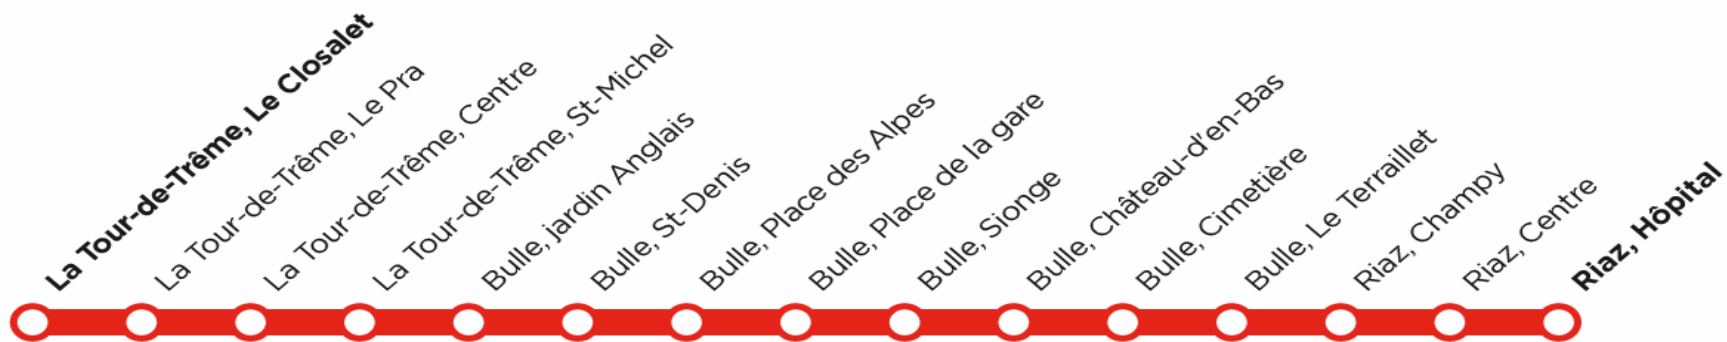 La Tour-de-Trême, Le Closalet
La Tour-de-Trême, Le Pra
La Tour-de-Trême, Centre
La Tour-de-Trême, St-Michel
Bulle, jardin Anglais
Bulle, St-Denis
Bulle, Place des Alpes
Bulle, Place de la gare
Bulle, Sionge
Bulle, Château-d'en-Bas
Bulle, Cimetière
Bulle, Le Terraillet
Riaz, Champy
Riaz, Centre
Riaz, Hôpital